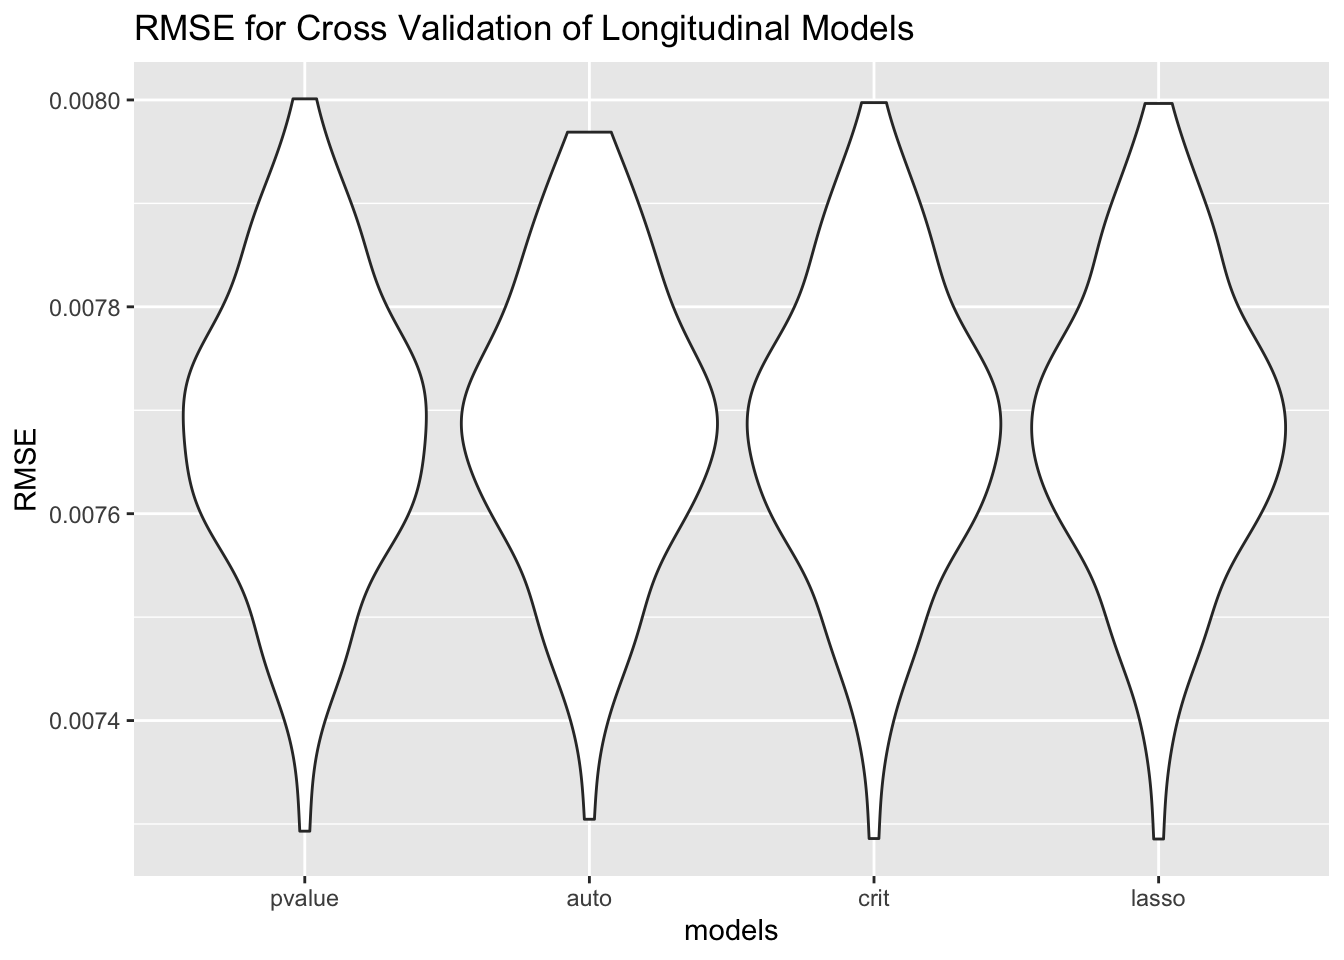 RMSE for Cross Validation of Longitudinal Models
RMSE
0.0080
0.0078
0.0076
0.0074
pvalue auto crit lasso
models